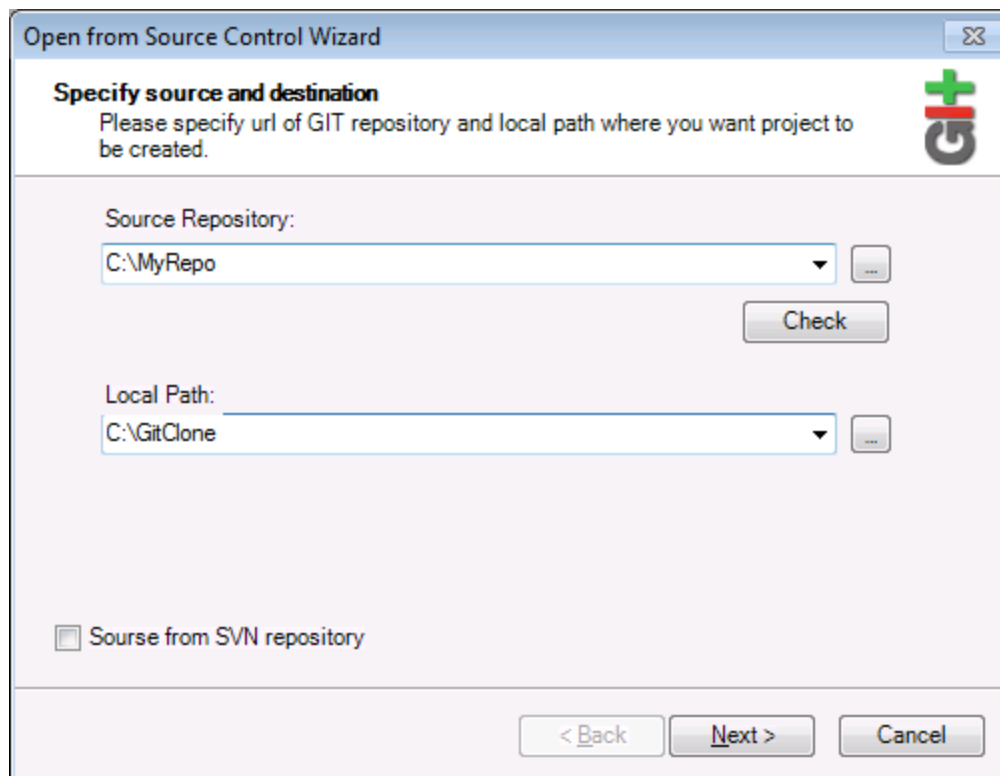 Open from Source Control Wizard
Specify source and destination
Please specify url of GIT repository and local path where you want project to
be created.
GIt
Source Repository:
C:\MyRepo
...
Check
Local Path:
C:\GitClone
...
Sourse from SVN repository
< Back
Next >
Cancel